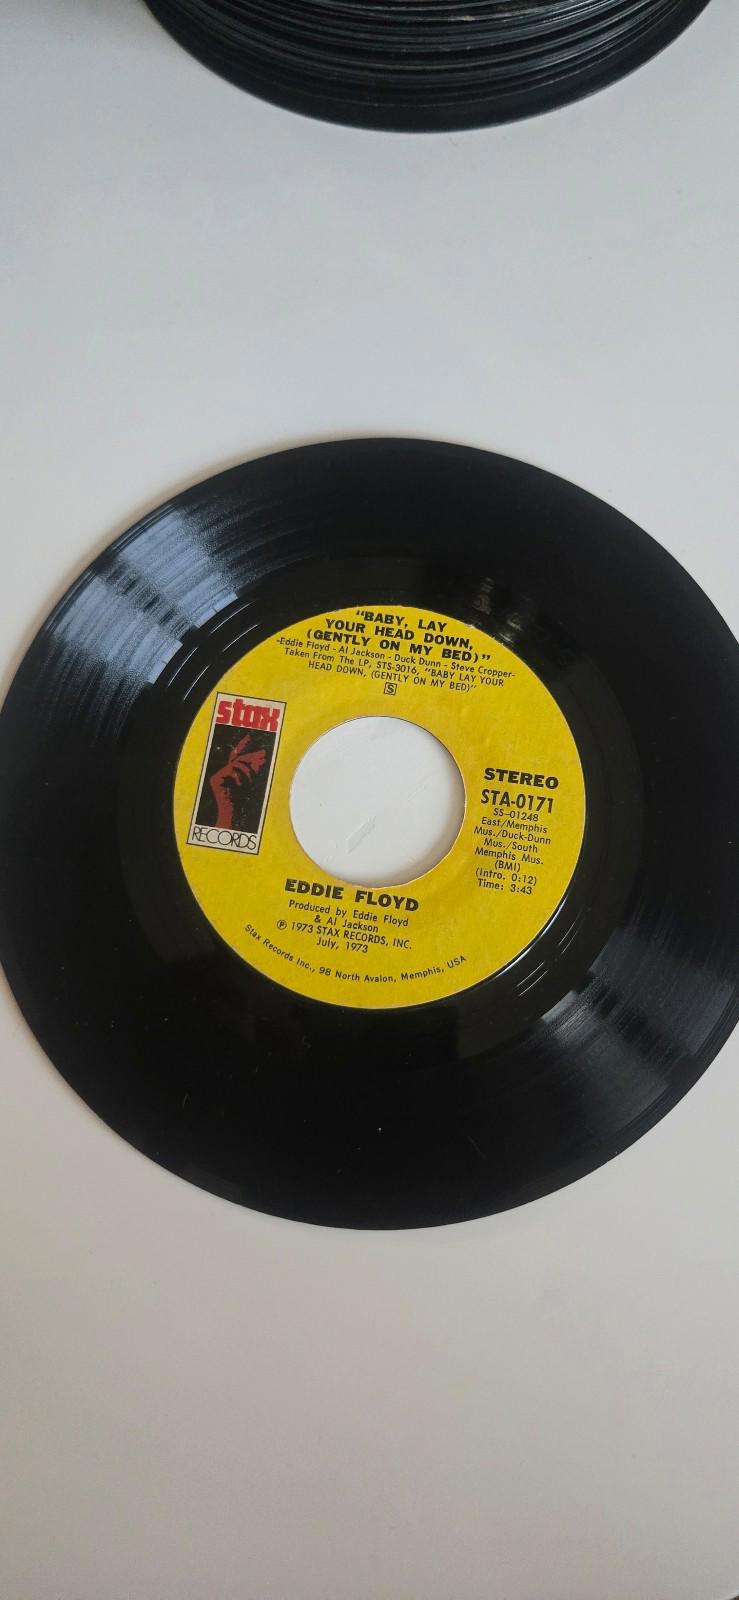 "BABY, LAY
YOUR HEAD DOWN,
(GENTLY ON MY BED)"
-Eddie Floyd - Al Jackson - Duck Dunn - Steve Cropper-
Taken From The LP, STS-3016, "BABY LAY YOUR
HEAD DOWN, (GENTLY ON MY BED)"
S
stax
RECORDS
STEREO
STA-0171
SS-01248
East/Memphis
Mus./Duck-Dunn
Mus./South
Memphis Mus.
(BMI)
(Intro. 0:12)
Time: 3:43
EDDIE FLOYD
Produced by Eddie Floyd
& Al Jackson
℗ 1973 STAX RECORDS, INC.
July, 1973
Stax Records Inc., 98 North Avalon, Memphis, USA